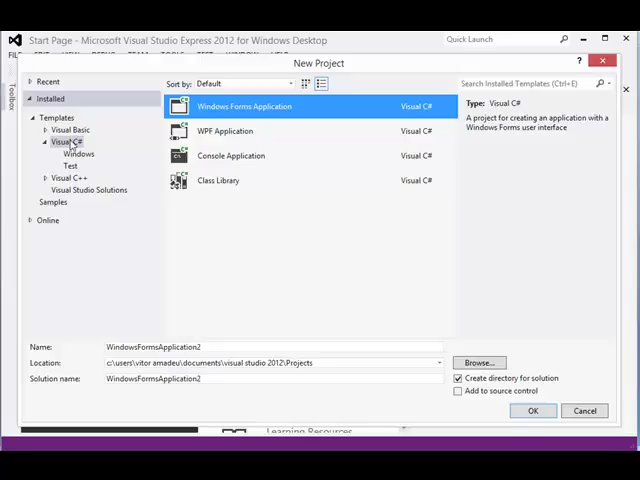 Start Page - Microsoft Visual Studio Express 2012 for Windows Desktop
Quick Launch
New Project
Toolbox
Recent
Installed
Templates
Visual Basic
Visual C#
Windows
Test
Visual C++
Visual Studio Solutions
Samples
Online
Sort by: Default
Search Installed Templates (Ctrl+E)
Windows Forms Application Visual C#
WPF Application Visual C#
Console Application Visual C#
Class Library Visual C#
Type: Visual C#
A project for creating an application with a
Windows Forms user interface
Name: WindowsFormsApplication2
Location: c:\users\vitor amadeu\documents\visual studio 2012\Projects
Browse...
Solution name: WindowsFormsApplication2
Create directory for solution
Add to source control
OK
Cancel
Learning Resources